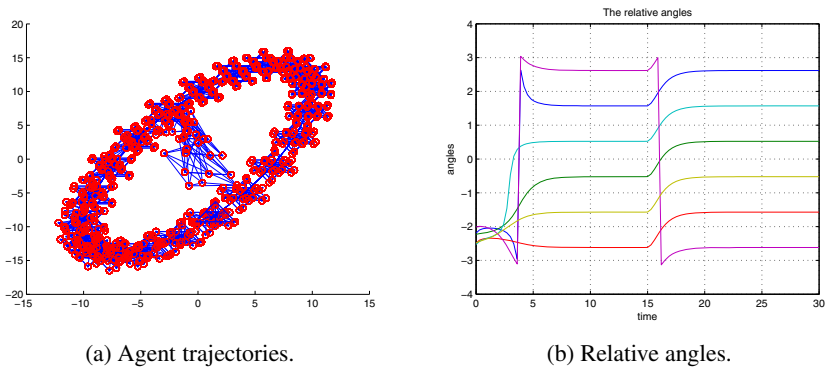 20
15
10
5
0
−5
−10
−15
−20
−15 −10 −5 0 5 10 15
(a) Agent trajectories.
The relative angles
4
3
2
1
0
−1
−2
−3
−4
angles
0 5 10 15 20 25 30
time
(b) Relative angles.